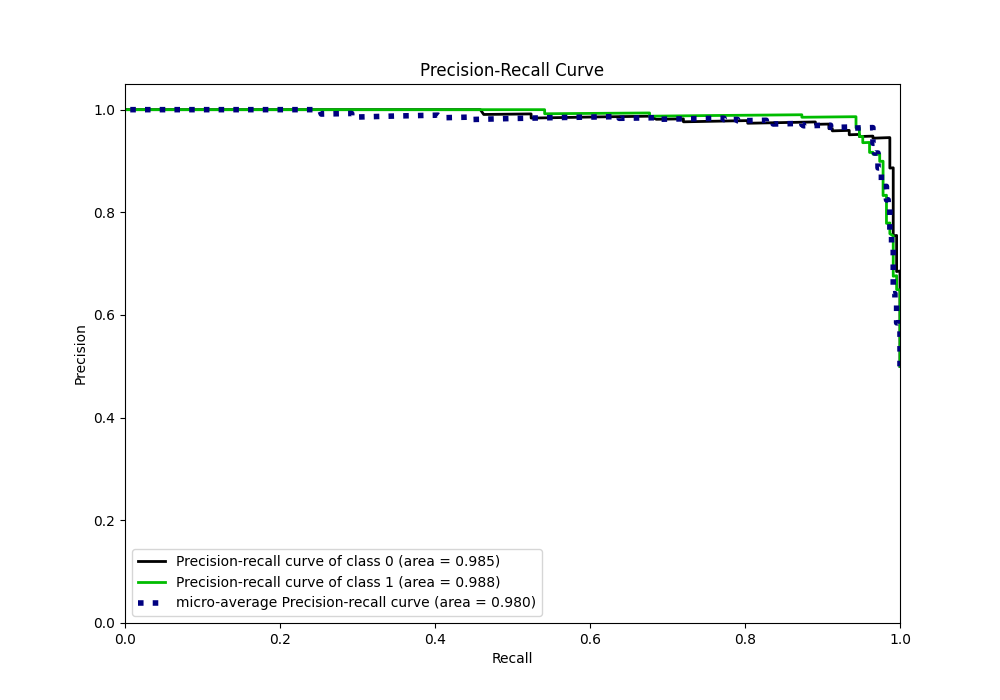 Precision-Recall Curve
1.0
0.8
0.6
0.4
0.2
0.0
Precision
Precision-recall curve of class 0 (area = 0.985)
Precision-recall curve of class 1 (area = 0.988)
micro-average Precision-recall curve (area = 0.980)
0.0 0.2 0.4 0.6 0.8 1.0
Recall